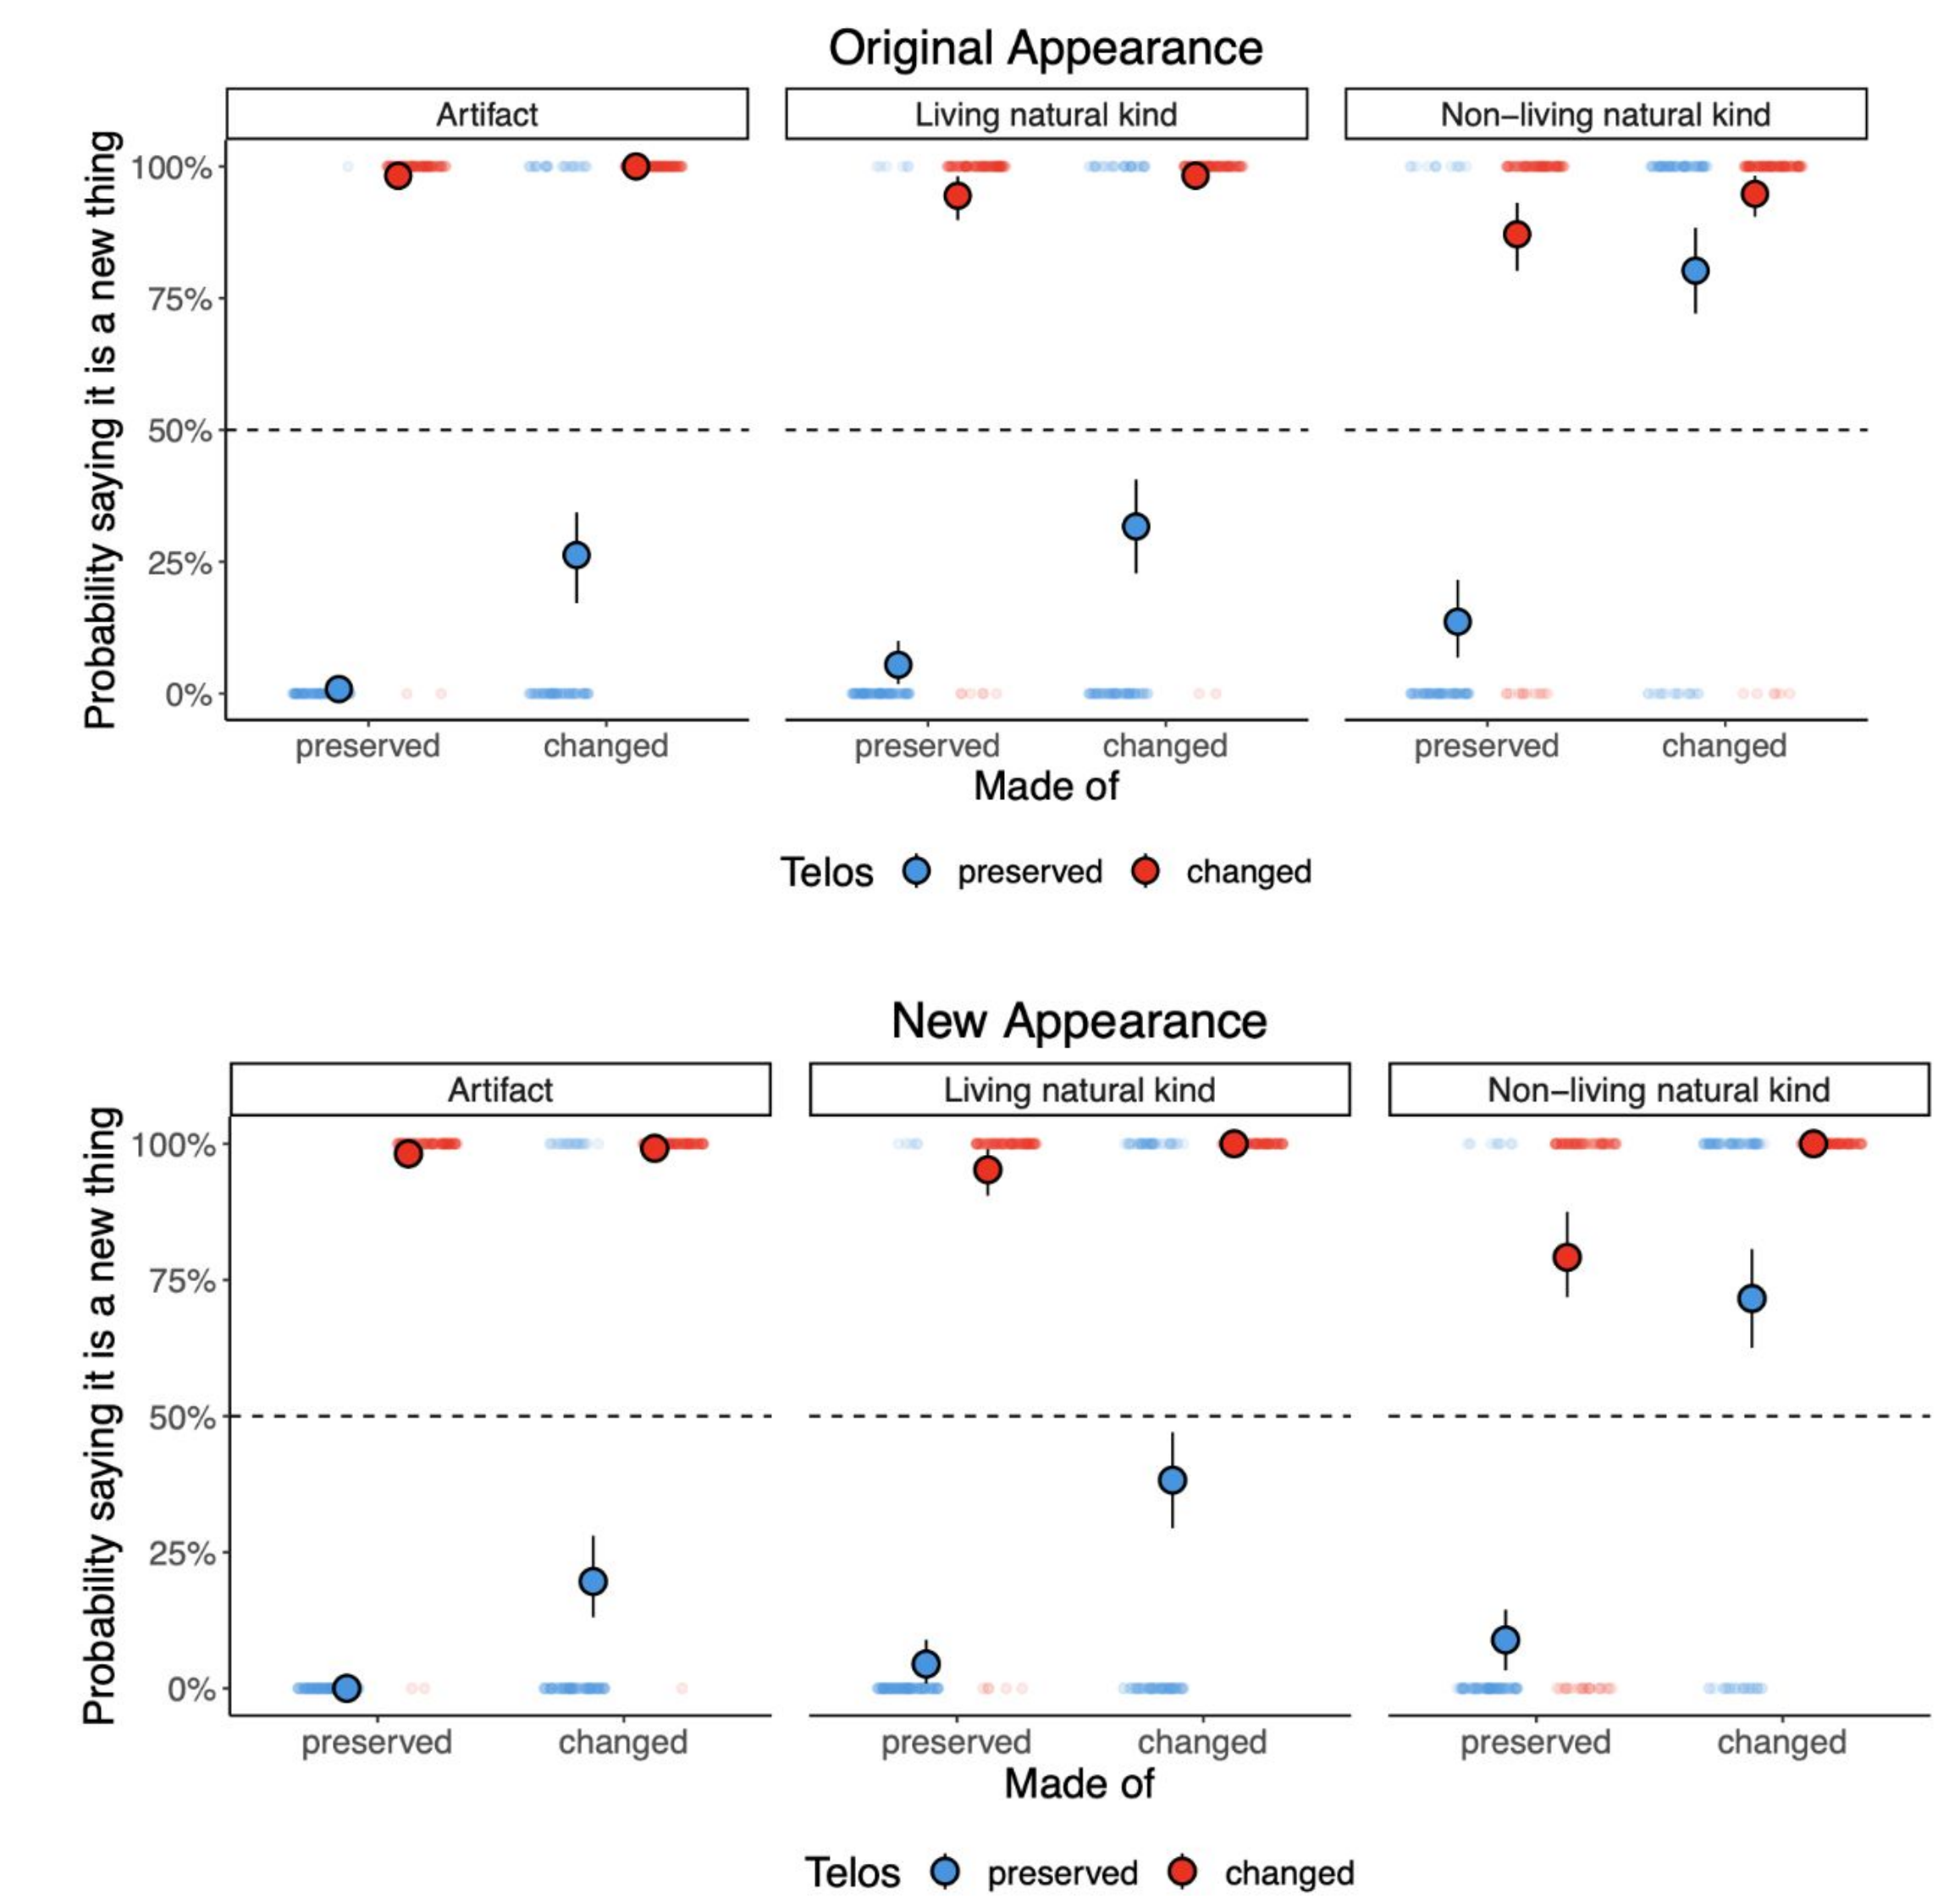 Original Appearance
Artifact
Living natural kind
Non–living natural kind
Probability saying it is a new thing
100%
75%
50%
25%
0%
preserved changed preserved changed preserved changed
Made of
Telos preserved changed
New Appearance
Artifact
Living natural kind
Non–living natural kind
Probability saying it is a new thing
100%
75%
50%
25%
0%
preserved changed preserved changed preserved changed
Made of
Telos preserved changed